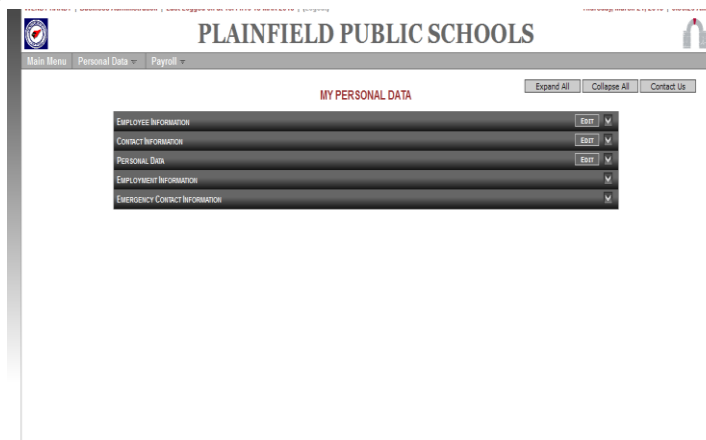 PLAINFIELD PUBLIC SCHOOLS
Main Menu Personal Data Payroll
Expand All Collapse All Contact Us
MY PERSONAL DATA
EMPLOYEE INFORMATION EDIT
CONTACT INFORMATION EDIT
PERSONAL DATA EDIT
EMPLOYMENT INFORMATION
EMERGENCY CONTACT INFORMATION